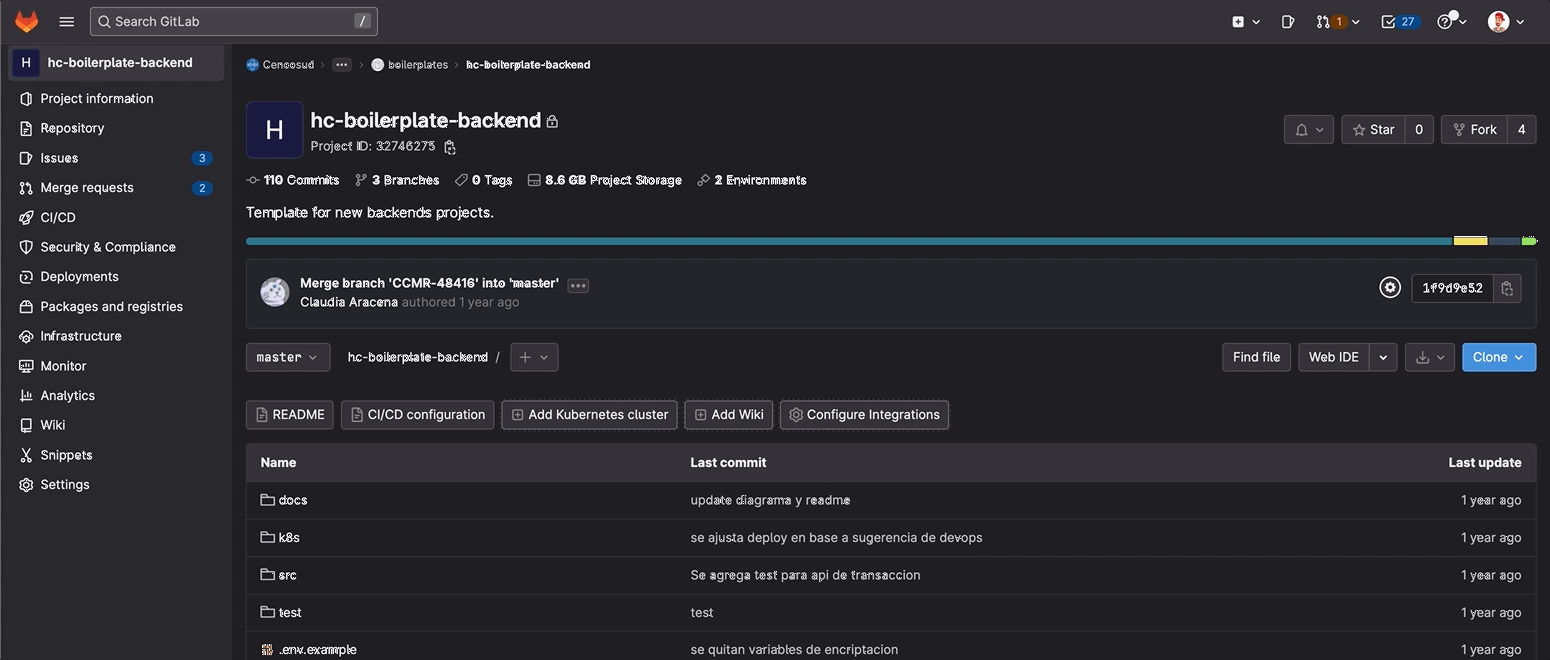 Search GitLab /
1
27
H hc-boilerplate-backend
Project information
Repository
Issues 3
Merge requests 2
CI/CD
Security & Compliance
Deployments
Packages and registries
Infrastructure
Monitor
Analytics
Wiki
Snippets
Settings
Cencosud › ••• › boilerplates › hc-boilerplate-backend
H
hc-boilerplate-backend
Project ID: 32746275
Star 0
Fork 4
110 Commits 3 Branches 0 Tags 8.6 GB Project Storage 2 Environments
Template for new backends projects.
Merge branch 'CCMR-48416' into 'master' •••
Claudia Aracena authored 1 year ago
1f9d9e52
master hc-boilerplate-backend / +
Find file Web IDE Clone
README CI/CD configuration Add Kubernetes cluster Add Wiki Configure Integrations
Name Last commit Last update
docs update diagrama y readme 1 year ago
k8s se ajusta deploy en base a sugerencia de devops 1 year ago
src Se agrega test para api de transaccion 1 year ago
test test 1 year ago
.env.example se quitan variables de encriptacion 1 year ago